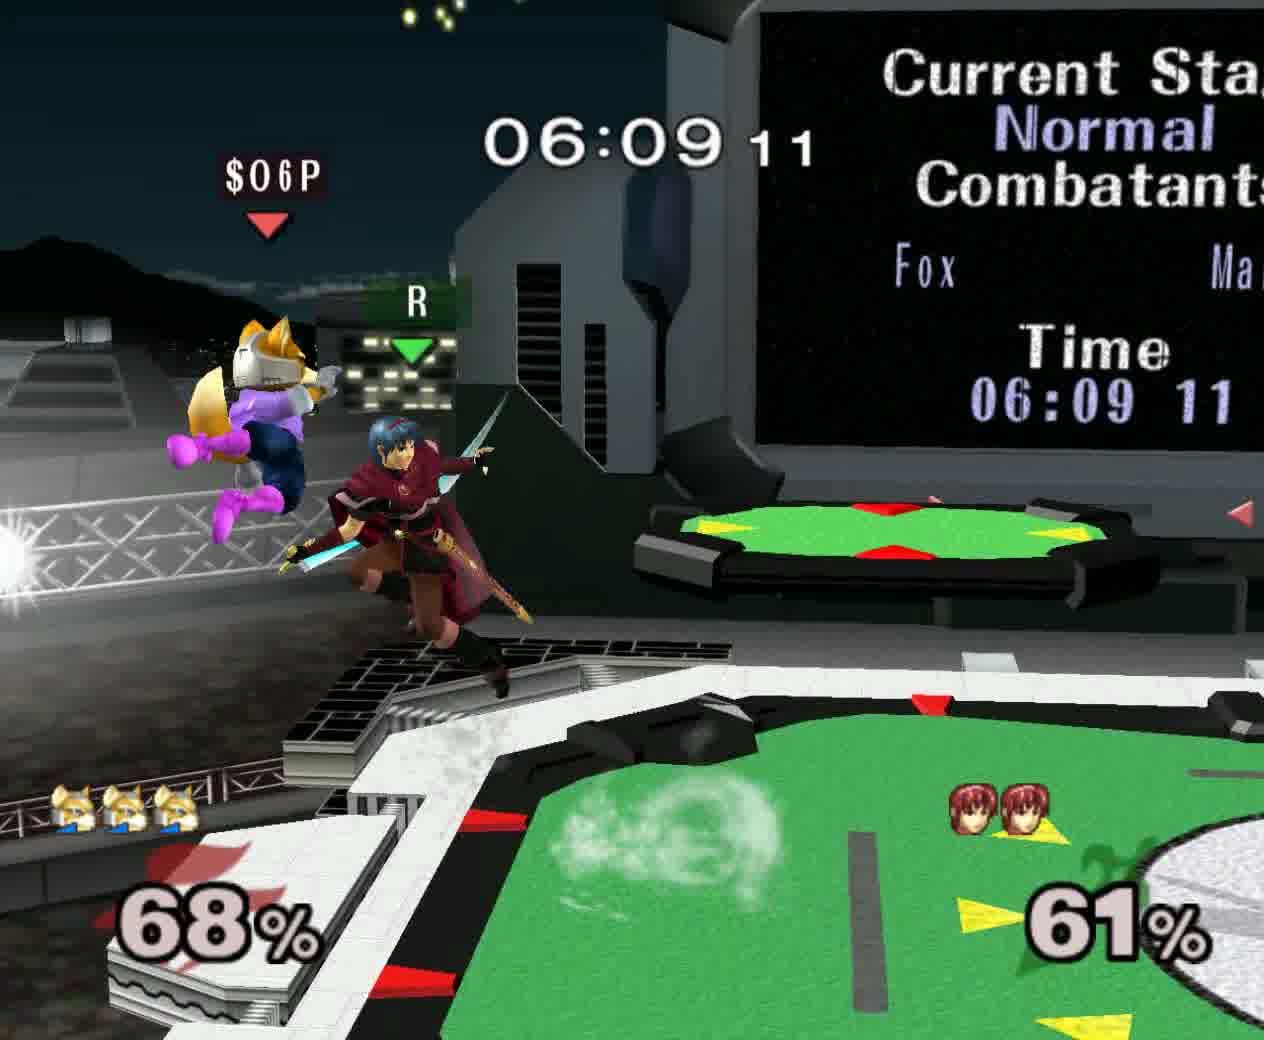 Current Sta
Normal
Combatants
Fox Ma
Time
06:09 11
06:09 11
$06P
R
68%
61%